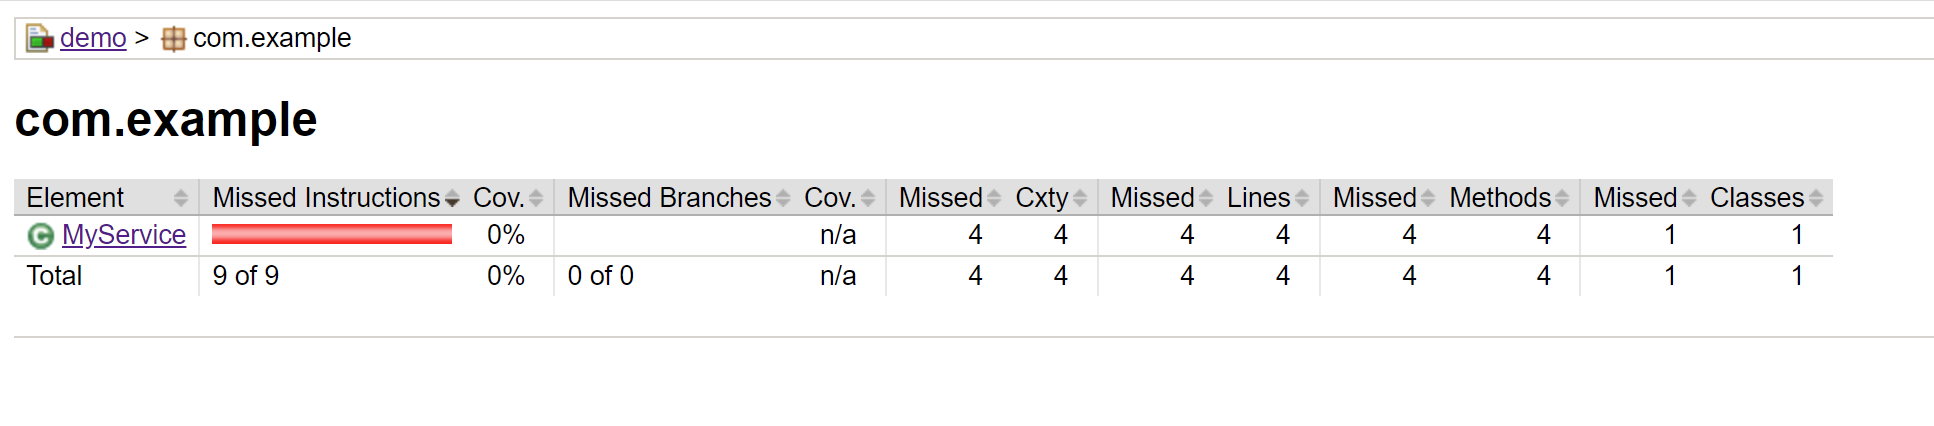 demo > com.example
com.example
Element Missed Instructions Cov. Missed Branches Cov. Missed Cxty Missed Lines Missed Methods Missed Classes
C MyService 0% n/a 4 4 4 4 4 4 1 1
Total 9 of 9 0% 0 of 0 n/a 4 4 4 4 4 4 1 1